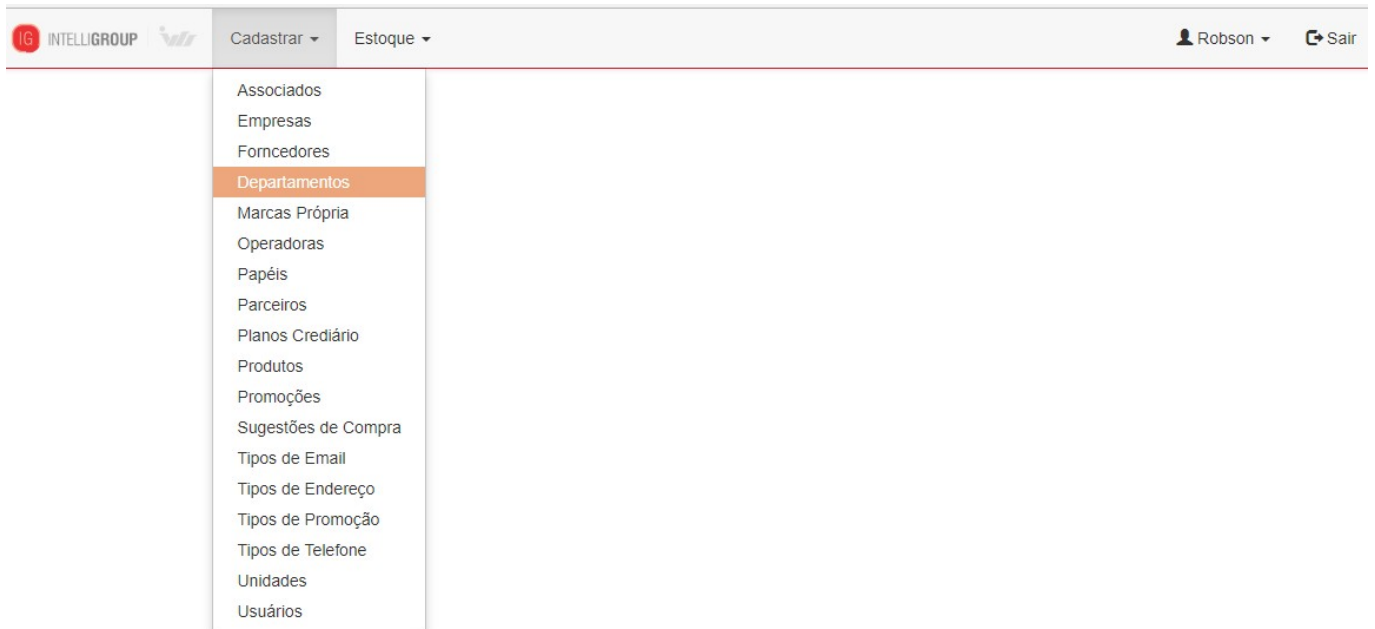 IG INTELLIGROUP Cadastrar Estoque Robson Sair
Associados
Empresas
Forncedores
Departamentos
Marcas Própria
Operadoras
Papéis
Parceiros
Planos Crediário
Produtos
Promoções
Sugestões de Compra
Tipos de Email
Tipos de Endereço
Tipos de Promoção
Tipos de Telefone
Unidades
Usuários